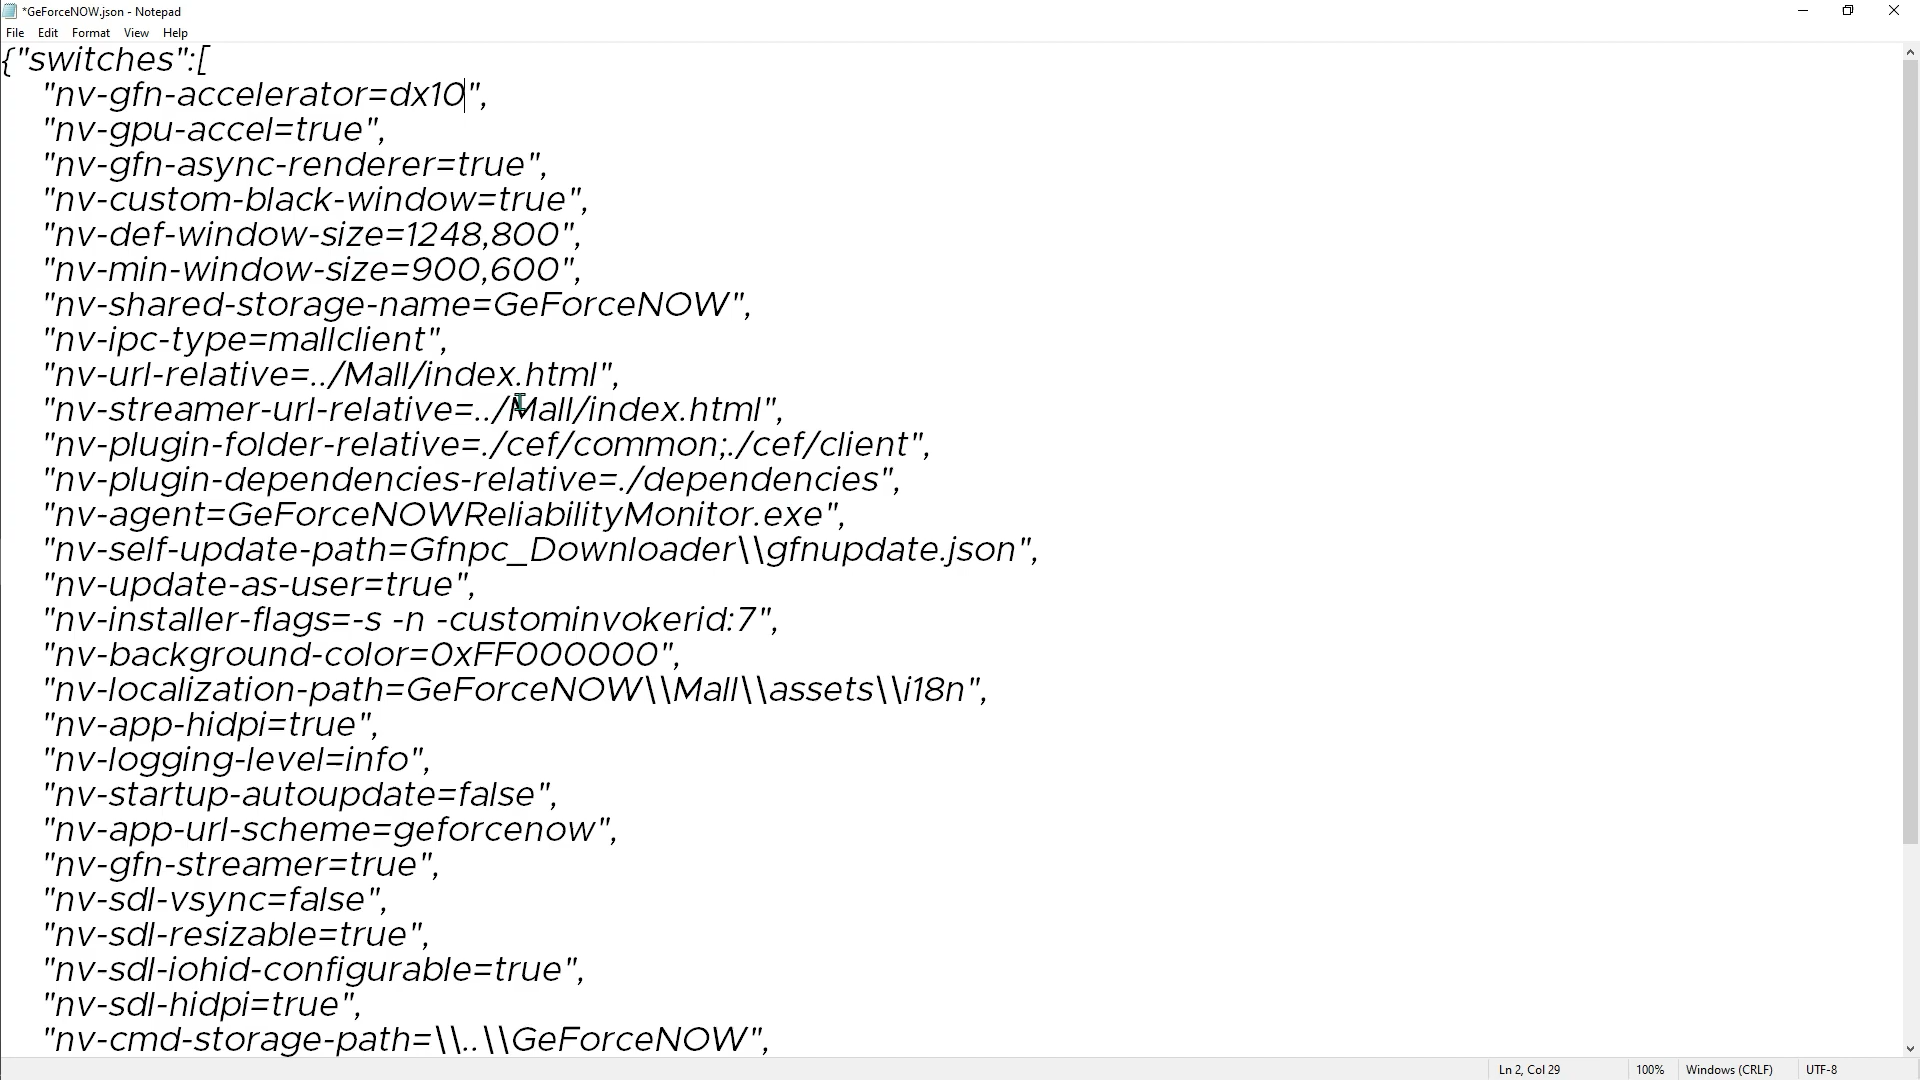 *GeForceNOW.json - Notepad
File Edit Format View Help
{"switches":[
"nv-gfn-accelerator=dx10",
"nv-gpu-accel=true",
"nv-gfn-async-renderer=true",
"nv-custom-black-window=true",
"nv-def-window-size=1248,800",
"nv-min-window-size=900,600",
"nv-shared-storage-name=GeForceNOW",
"nv-ipc-type=mallclient",
"nv-url-relative=../Mall/index.html",
"nv-streamer-url-relative=../Mall/index.html",
"nv-plugin-folder-relative=./cef/common;./cef/client",
"nv-plugin-dependencies-relative=./dependencies",
"nv-agent=GeForceNOWReliabilityMonitor.exe",
"nv-self-update-path=Gfnpc_Downloader\\gfnupdate.json",
"nv-update-as-user=true",
"nv-installer-flags=-s -n -custominvokerid:7",
"nv-background-color=0xFF000000",
"nv-localization-path=GeForceNOW\\Mall\\assets\\i18n",
"nv-app-hidpi=true",
"nv-logging-level=info",
"nv-startup-autoupdate=false",
"nv-app-url-scheme=geforcenow",
"nv-gfn-streamer=true",
"nv-sdl-vsync=false",
"nv-sdl-resizable=true",
"nv-sdl-iohid-configurable=true",
"nv-sdl-hidpi=true",
"nv-cmd-storage-path=\\..\\GeForceNOW",
Ln 2, Col 29 100% Windows (CRLF) UTF-8